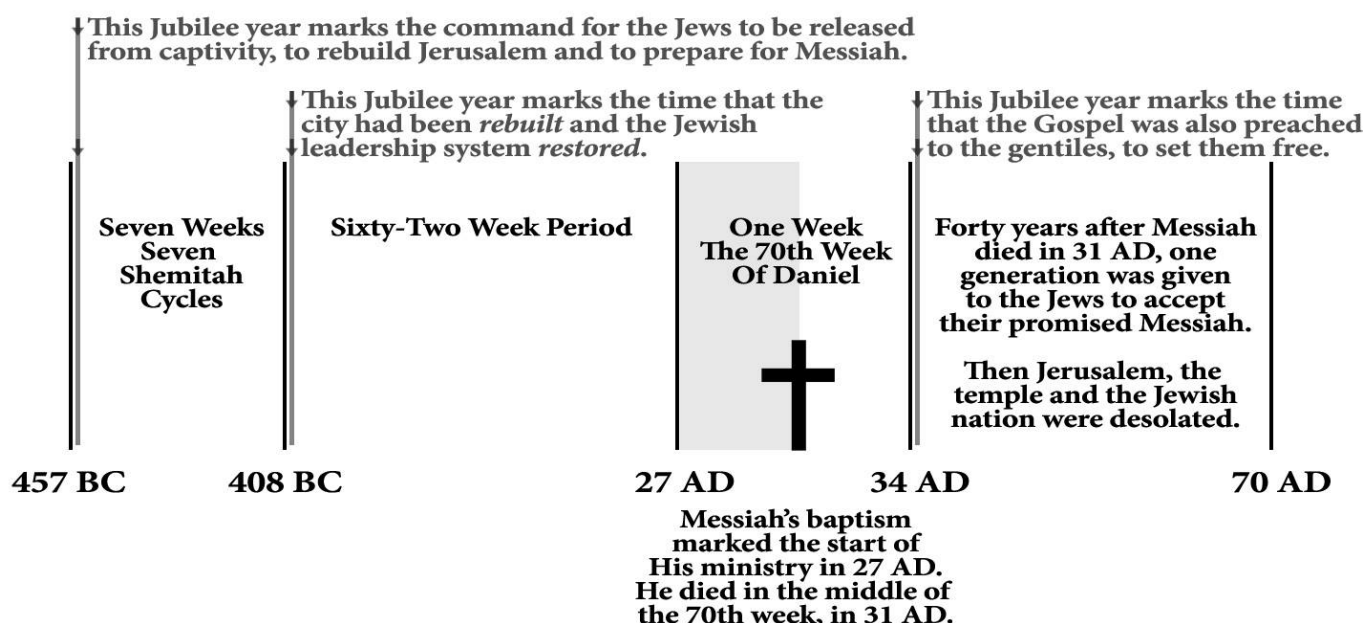 This Jubilee year marks the command for the Jews to be released
from captivity, to rebuild Jerusalem and to prepare for Messiah.
This Jubilee year marks the time that the
city had been rebuilt and the Jewish
leadership system restored.
This Jubilee year marks the time
that the Gospel was also preached
to the gentiles, to set them free.
Seven Weeks
Seven
Shemitah
Cycles
Sixty-Two Week Period
One Week
The 70th Week
Of Daniel
Forty years after Messiah
died in 31 AD, one
generation was given
to the Jews to accept
their promised Messiah.
Then Jerusalem, the
temple and the Jewish
nation were desolated.
457 BC
408 BC
27 AD
34 AD
70 AD
Messiah's baptism
marked the start of
His ministry in 27 AD.
He died in the middle of
the 70th week, in 31 AD.